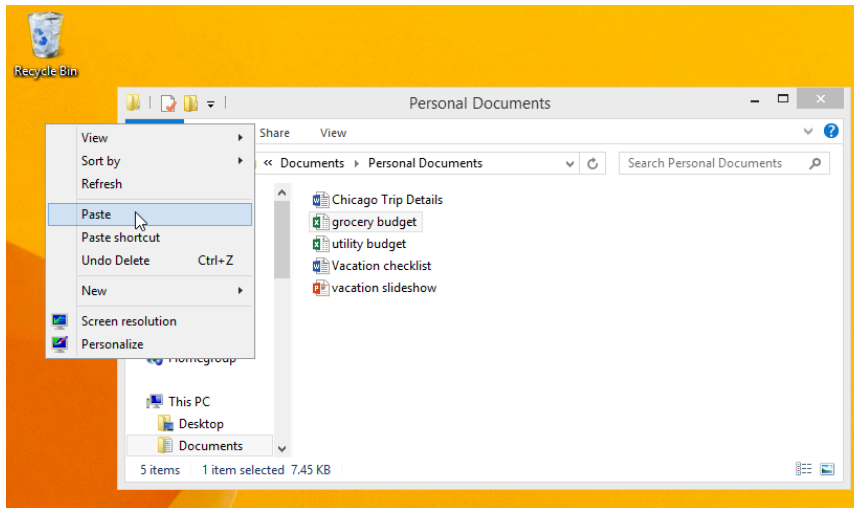 Recycle Bin
Personal Documents
Share View
« Documents Personal Documents
Search Personal Documents
View
Sort by
Refresh
Paste
Paste shortcut
Undo Delete Ctrl+Z
New
Screen resolution
Personalize
Chicago Trip Details
grocery budget
utility budget
Vacation checklist
vacation slideshow
Homegroup
This PC
Desktop
Documents
5 items 1 item selected 7.45 KB